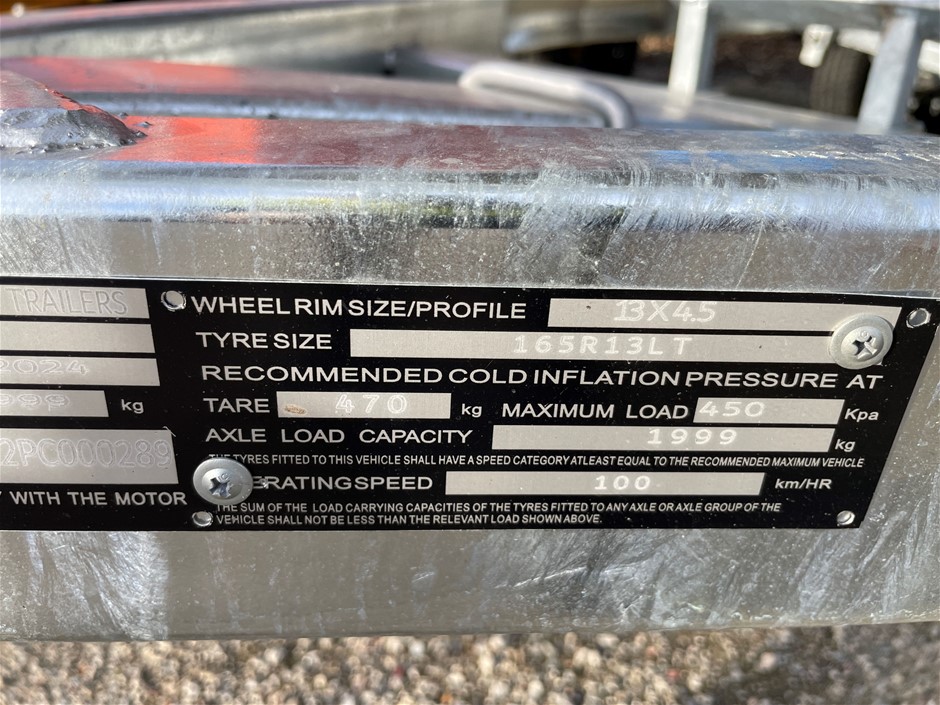 TRAILERS
2024
999 kg
2PC000289
Y WITH THE MOTOR
WHEEL RIM SIZE/PROFILE 13X4.5
TYRE SIZE 165R13LT
RECOMMENDED COLD INFLATION PRESSURE AT
TARE 470 kg MAXIMUM LOAD 450 Kpa
AXLE LOAD CAPACITY 1999 kg
THE TYRES FITTED TO THIS VEHICLE SHALL HAVE A SPEED CATEGORY ATLEAST EQUAL TO THE RECOMMENDED MAXIMUM VEHICLE
ERATINGSPEED 100 km/HR
THE SUM OF THE LOAD CARRYING CAPACITIES OF THE TYRES FITTED TO ANY AXLE OR AXLE GROUP OF THE
VEHICLE SHALL NOT BE LESS THAN THE RELEVANT LOAD SHOWN ABOVE.